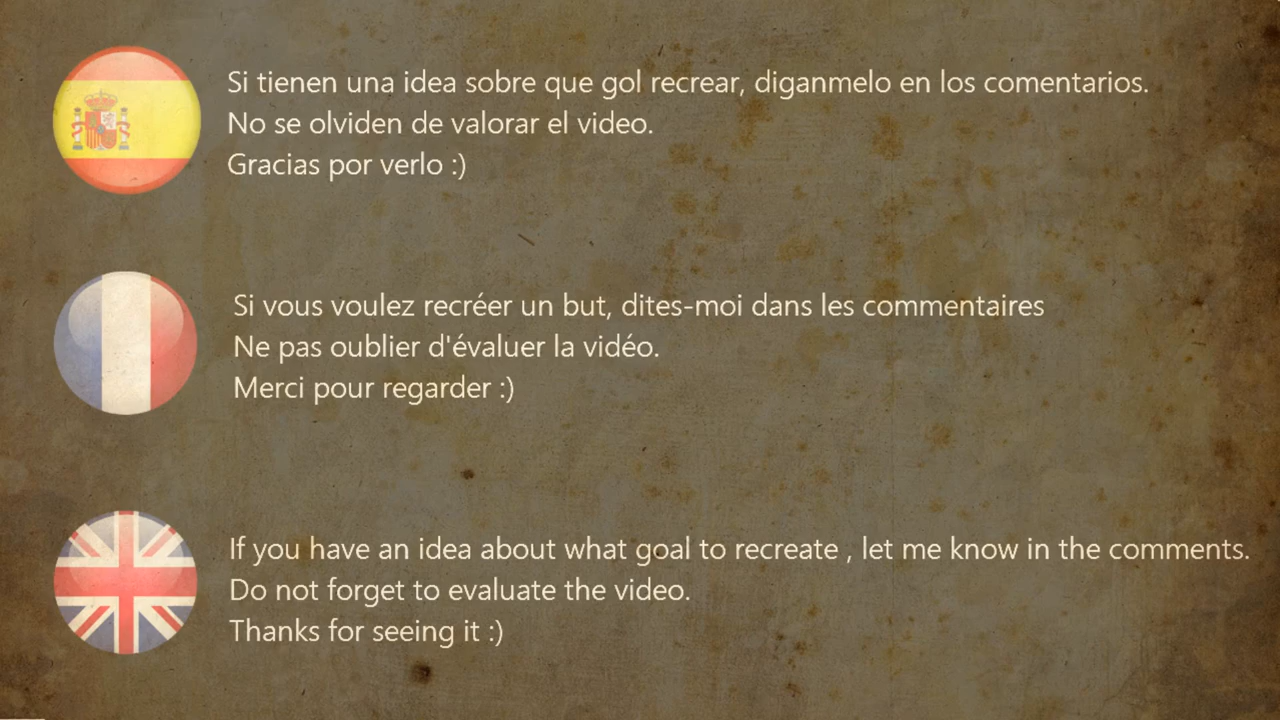 Si tienen una idea sobre que gol recrear, diganmelo en los comentarios.
No se olviden de valorar el video.
Gracias por verlo :)
Si vous voulez recréer un but, dites-moi dans les commentaires
Ne pas oublier d'évaluer la vidéo.
Merci pour regarder :)
If you have an idea about what goal to recreate , let me know in the comments.
Do not forget to evaluate the video.
Thanks for seeing it :)